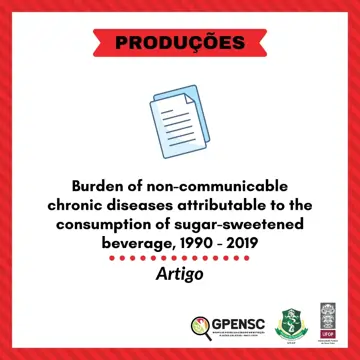 PRODUÇÕES
Burden of non-communicable
chronic diseases attributable to the
consumption of sugar-sweetened
beverage, 1990 - 2019
Artigo
GPENSC
UFOP